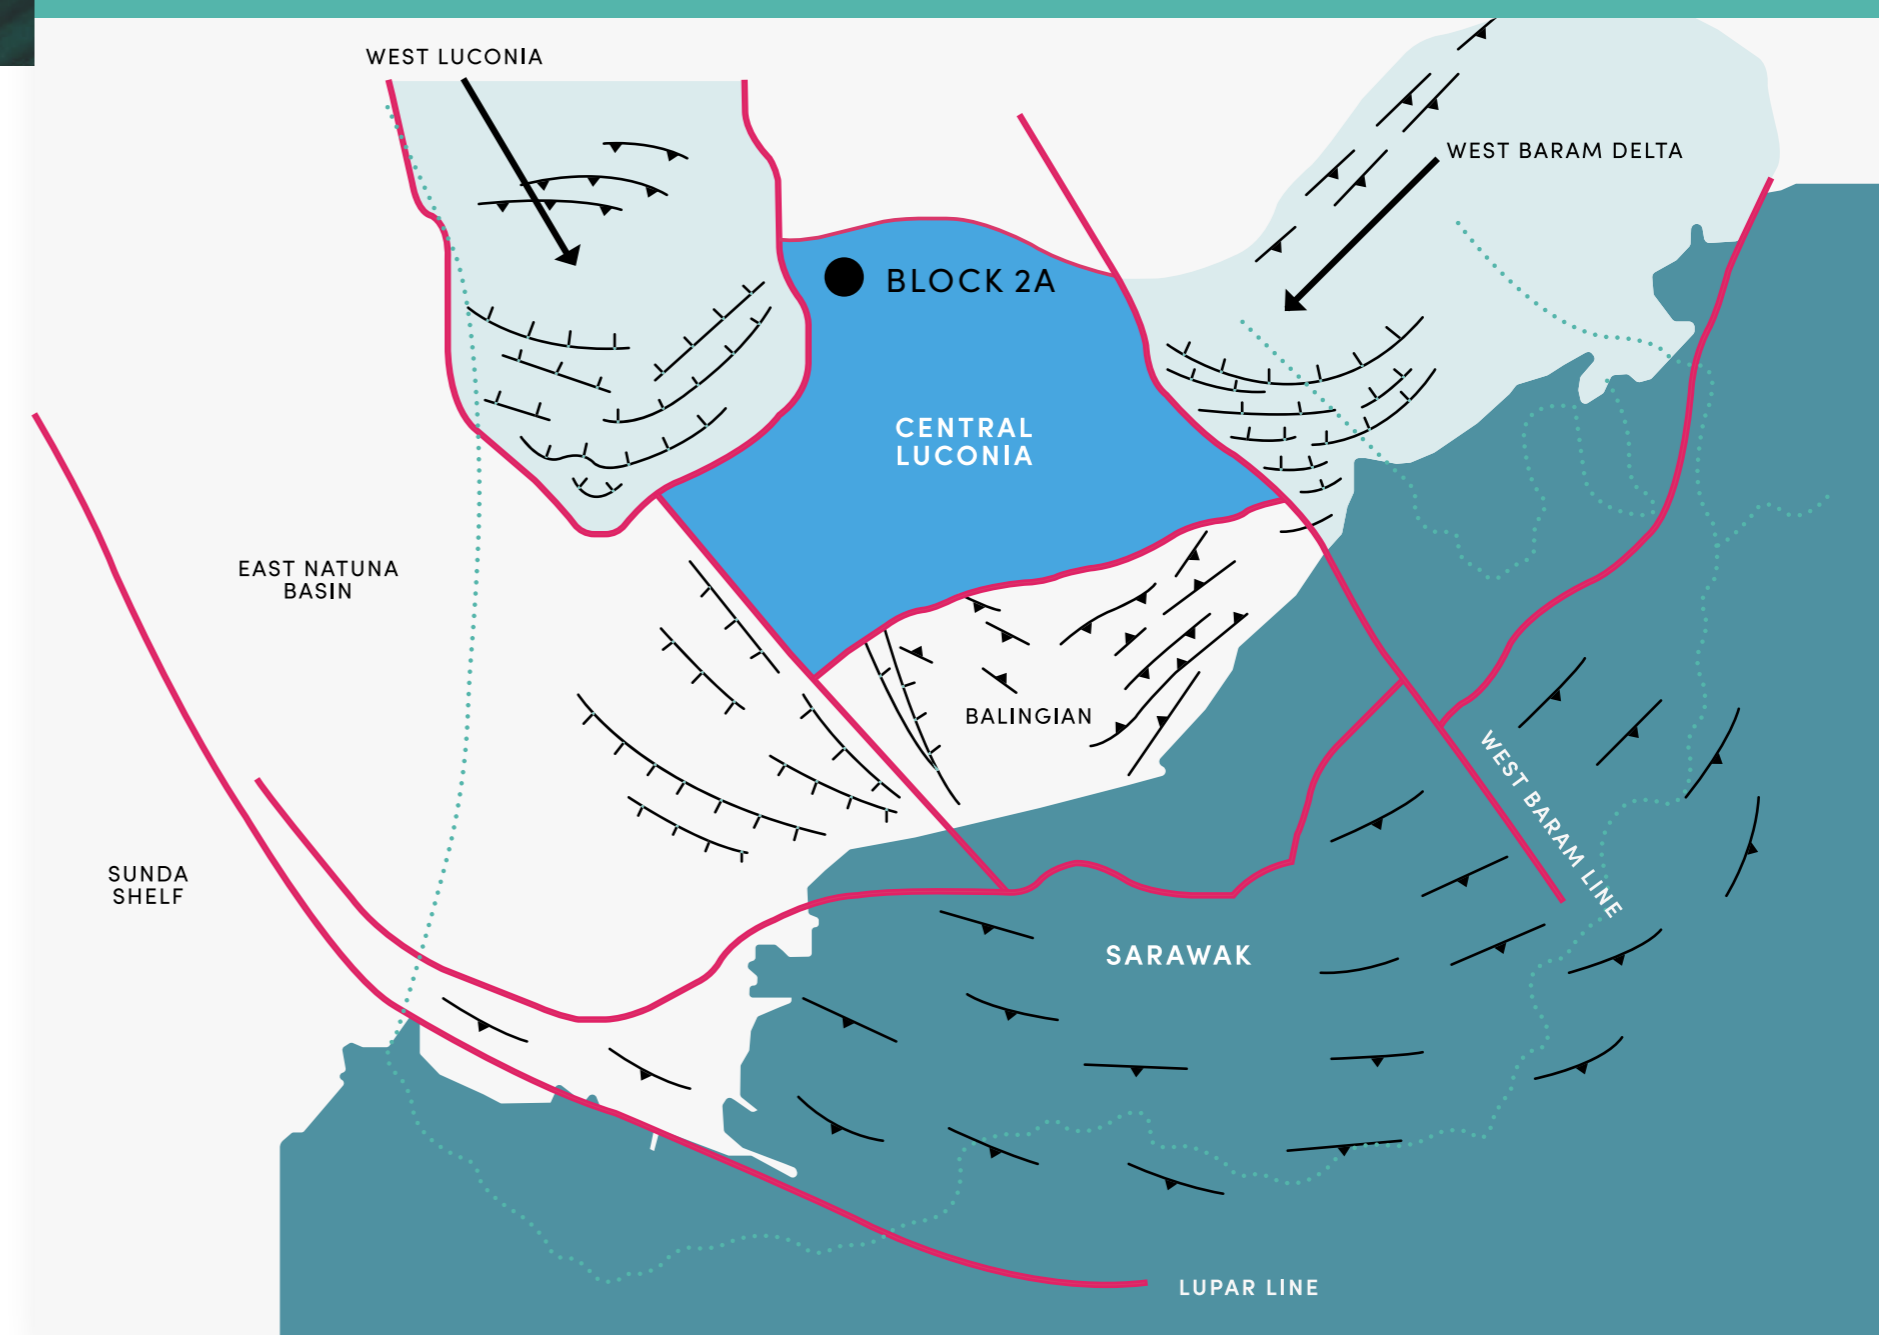 WEST LUCONIA
WEST BARAM DELTA
BLOCK 2A
CENTRAL
LUCONIA
EAST NATUNA
BASIN
BALINGIAN
WEST BARAM LINE
SUNDA
SHELF
SARAWAK
LUPAR LINE